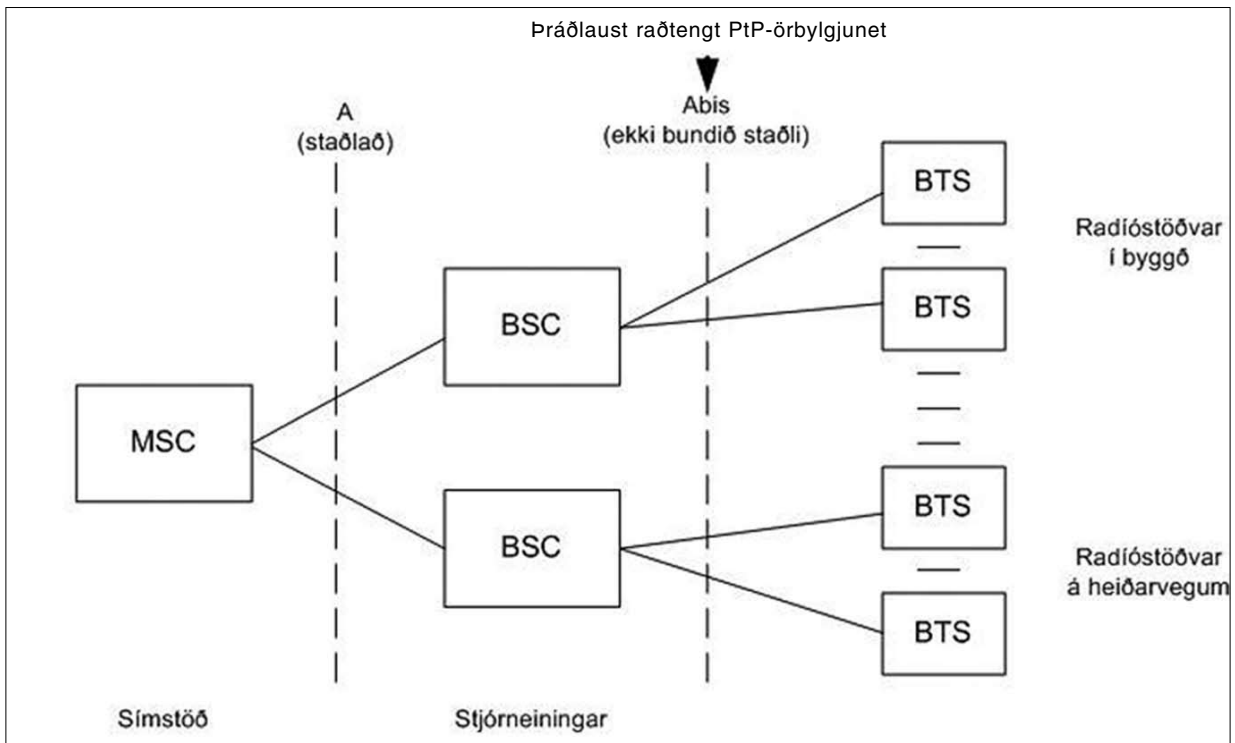 Þráðlaust raðtengt PtP-örbylgjunet
A
(staðlað)
Abis
(ekki bundið staðli)
BTS
Radíóstöðvar
í byggð
BTS
BSC
MSC
BSC
BTS
Radíóstöðvar
á heiðarvegum
BTS
Símstöð
Stjórneiningar